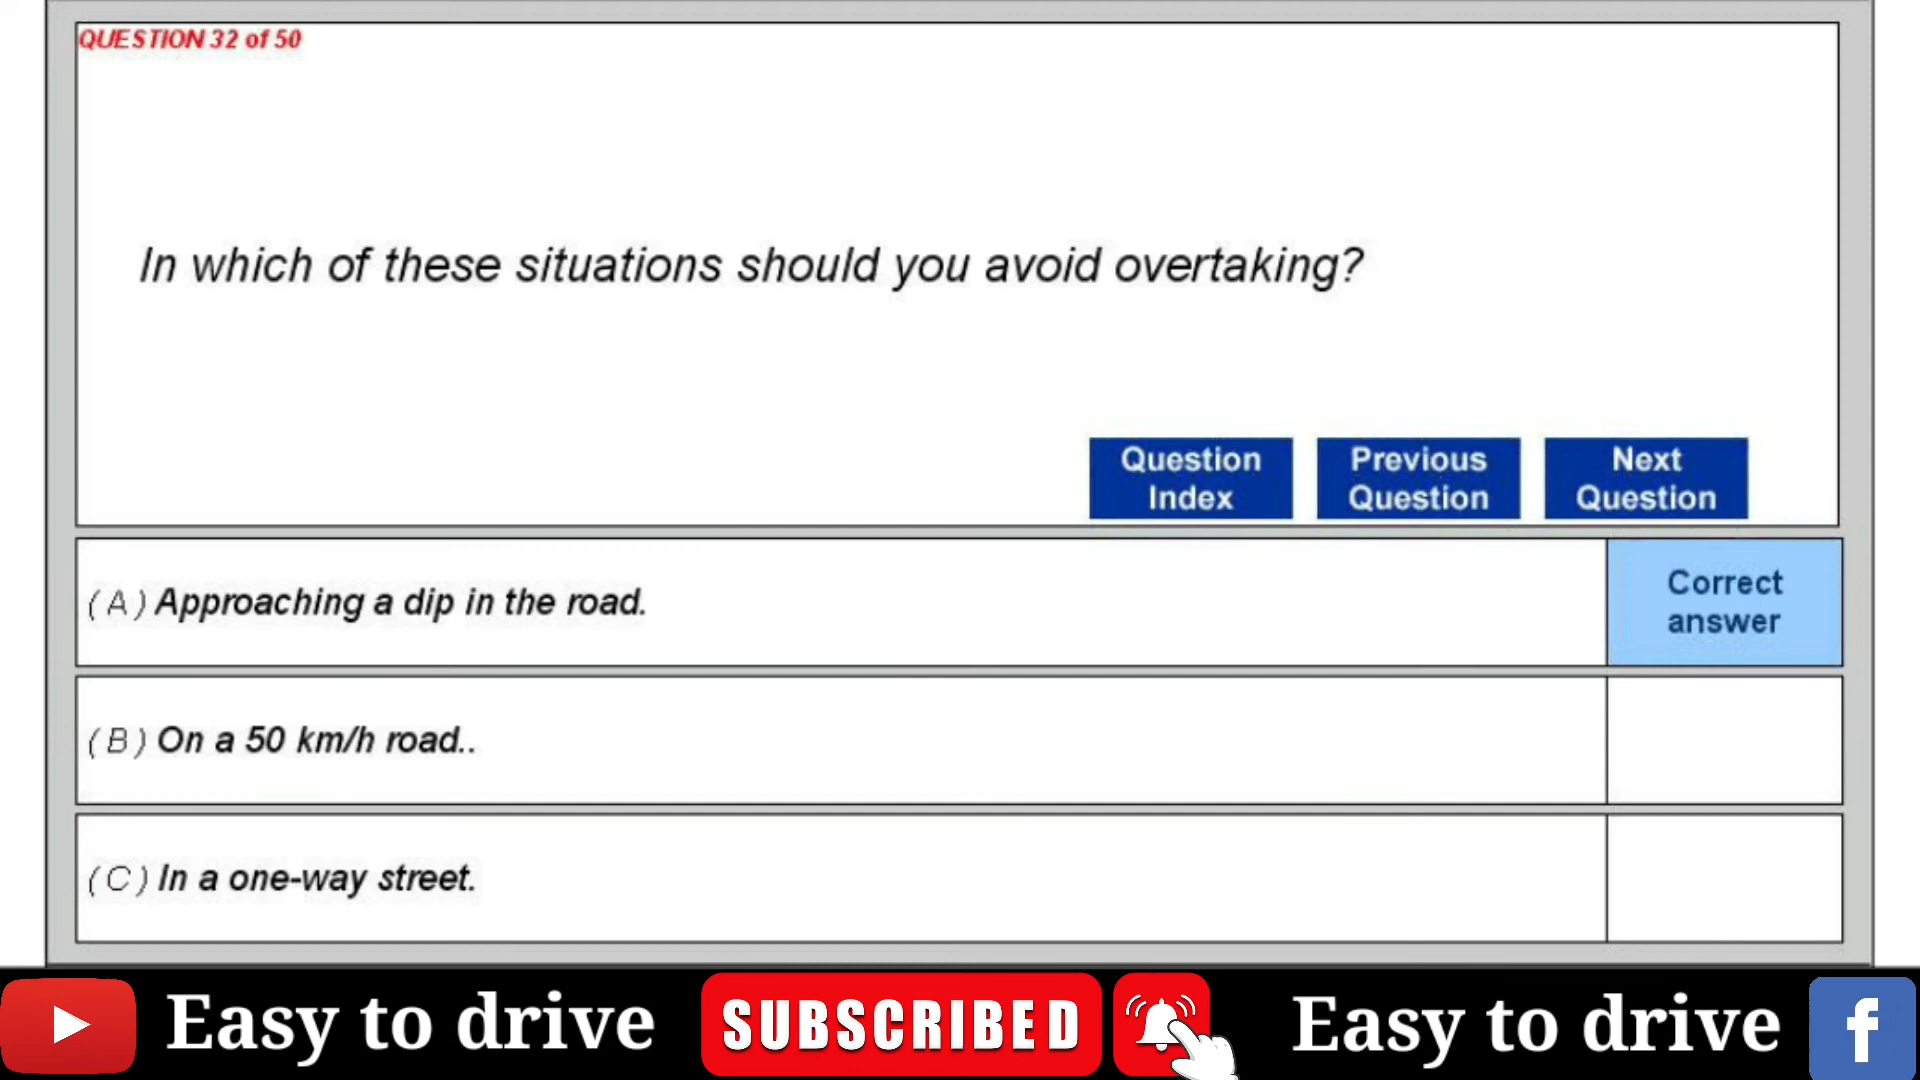 QUESTION 32 of 50
In which of these situations should you avoid overtaking?
Question Index
Previous Question
Next Question
(A) Approaching a dip in the road.
Correct answer
(B) On a 50 km/h road..
(C) In a one-way street.
Easy to drive
SUBSCRIBED
Easy to drive
f